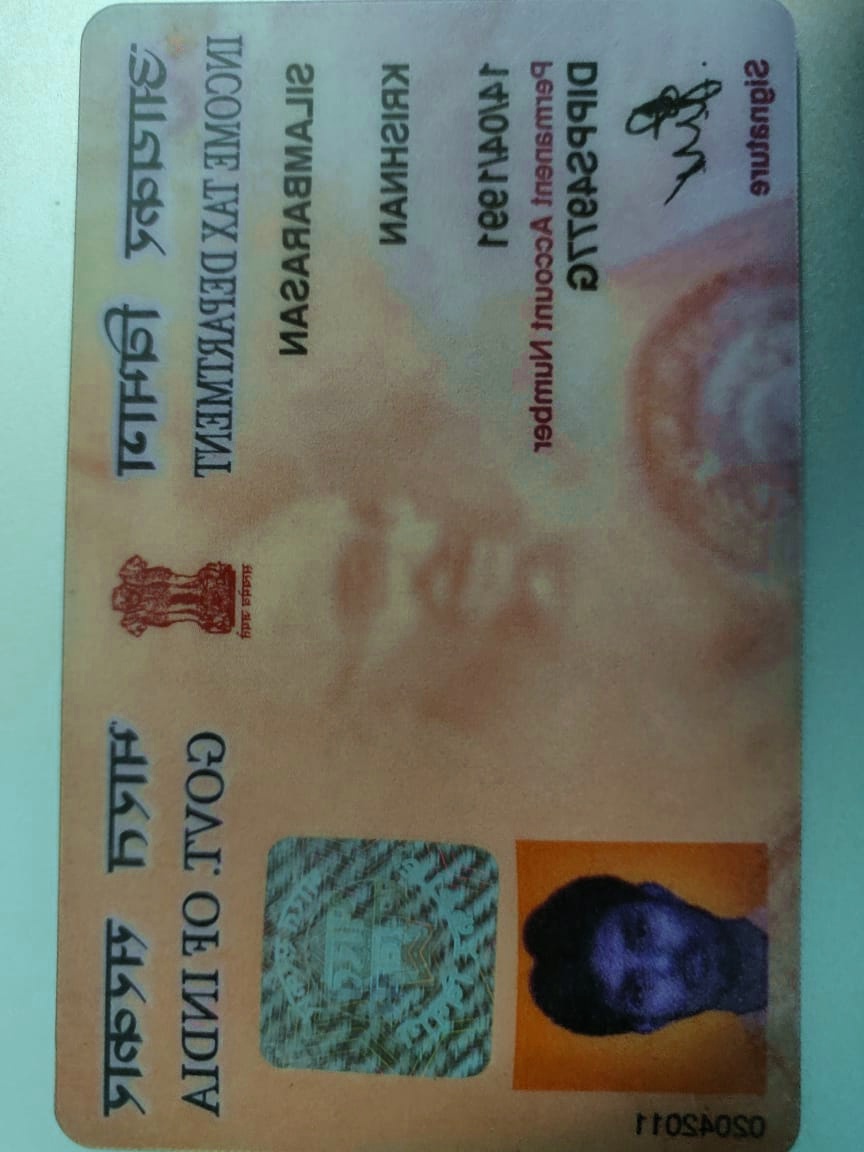 आयकर विभाग
INCOME TAX DEPARTMENT
सत्यमेव जयते
भारत सरकार
GOVT. OF INDIA
SILAMBARASAN
KRISHNAN
14/04/1991
Permanent Account Number
DIPPS4977G
Signature
02042011